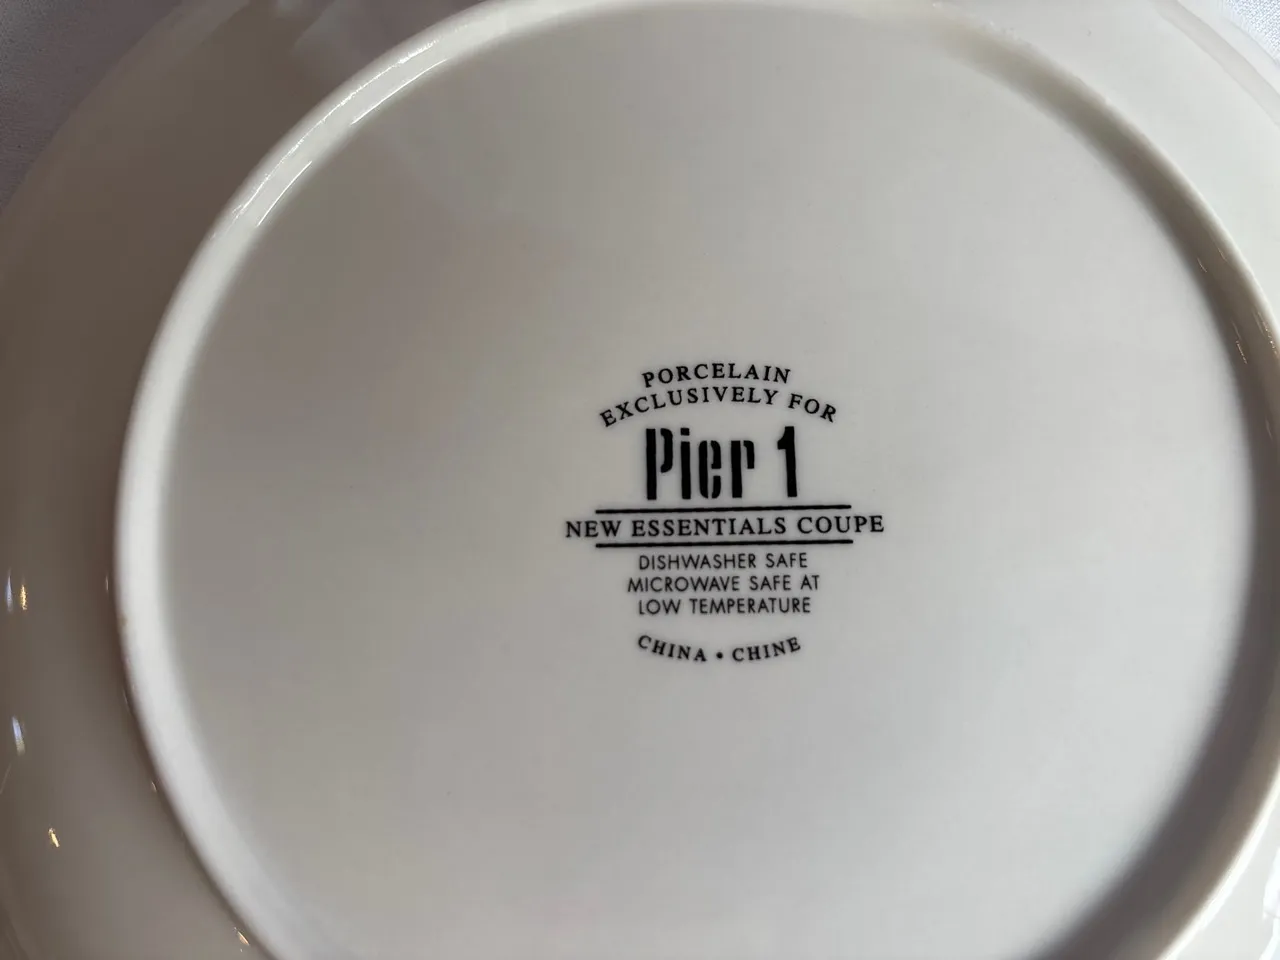 PORCELAIN
EXCLUSIVELY FOR
Pier 1
NEW ESSENTIALS COUPE
DISHWASHER SAFE
MICROWAVE SAFE AT
LOW TEMPERATURE
CHINA • CHINE